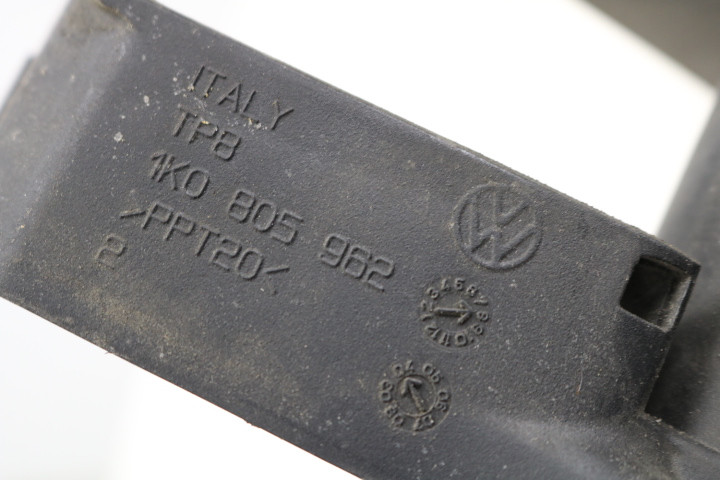 ITALY
TP8
1K0 805 962
>PPT20<
2